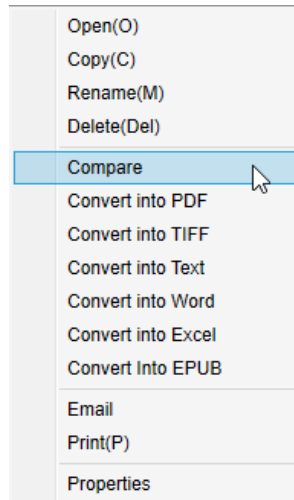 Open(O)
Copy(C)
Rename(M)
Delete(Del)
Compare
Convert into PDF
Convert into TIFF
Convert into Text
Convert into Word
Convert into Excel
Convert Into EPUB
Email
Print(P)
Properties